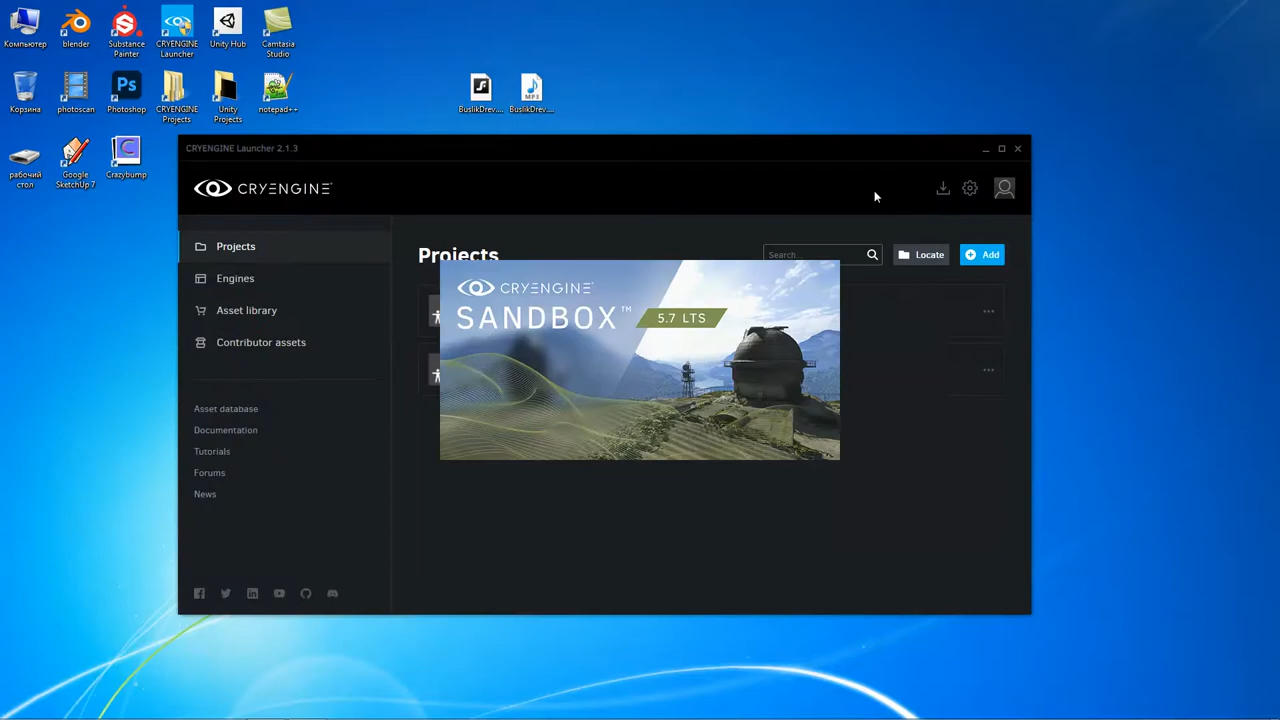 Компьютер
blender
Substance
Painter
CRYENGINE
Launcher
Unity Hub
Camtasia
Studio
Корзина
photoscan
Photoshop
CRYENGINE
Projects
Unity
Projects
notepad++
BuslikDrev....
BuslikDrev....
MP3
рабочий
стол
Google
SketchUp 7
Crazybump
CRYENGINE Launcher 2.1.3
CRYENGINE
Projects
Engines
Asset library
Contributor assets
Asset database
Documentation
Tutorials
Forums
News
Projects
Search...
Locate
Add
CRYENGINE
SANDBOX™
5.7 LTS